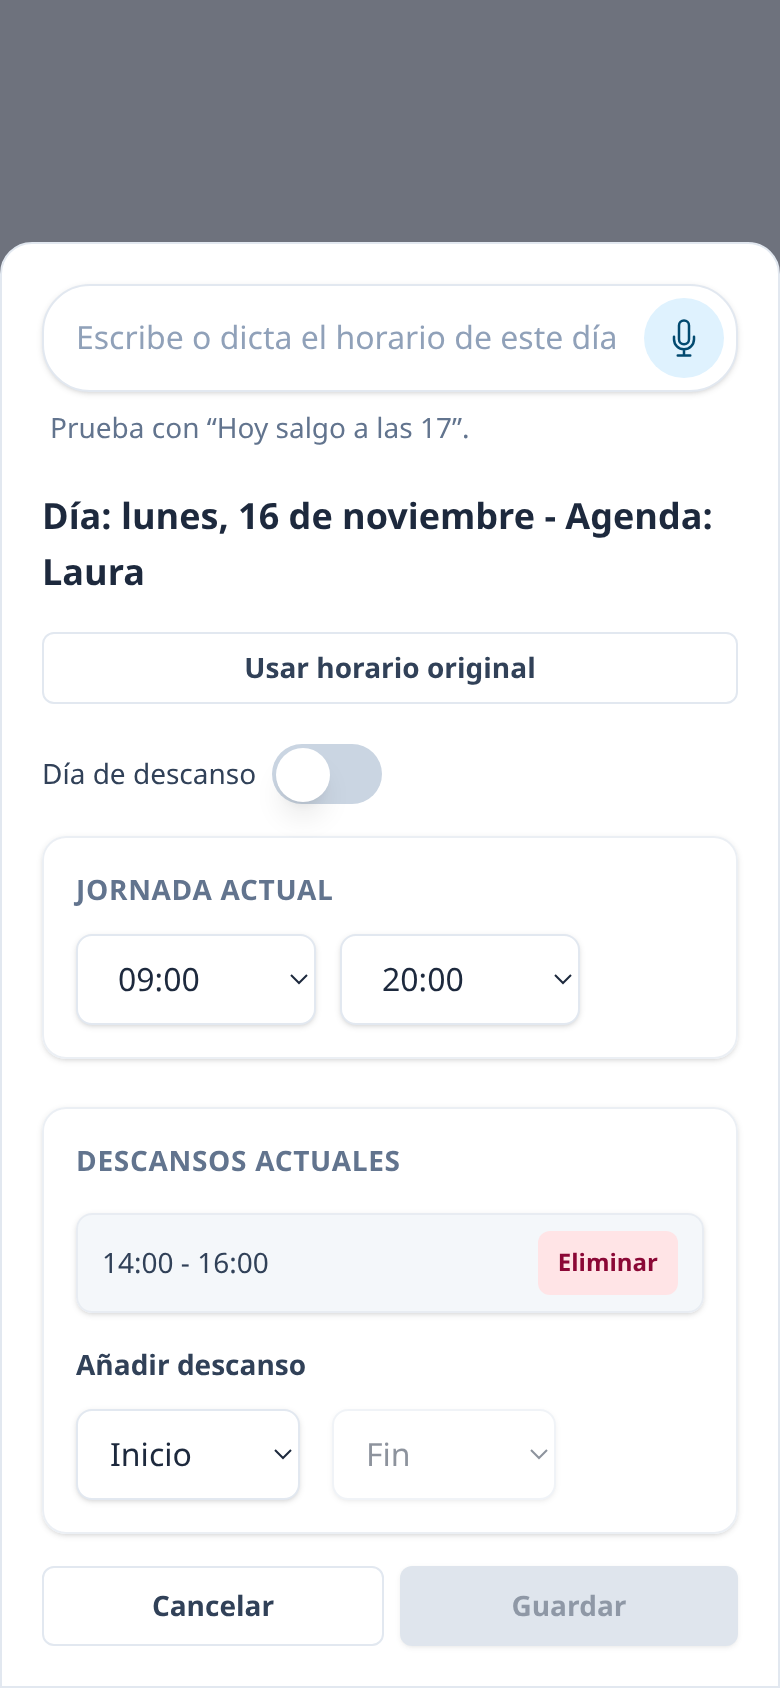 Escribe o dicta el horario de este día
Prueba con “Hoy salgo a las 17”.
Día: lunes, 16 de noviembre - Agenda:
Laura
Usar horario original
Día de descanso
JORNADA ACTUAL
09:00 20:00
DESCANSOS ACTUALES
14:00 - 16:00 Eliminar
Añadir descanso
Inicio Fin
Cancelar Guardar